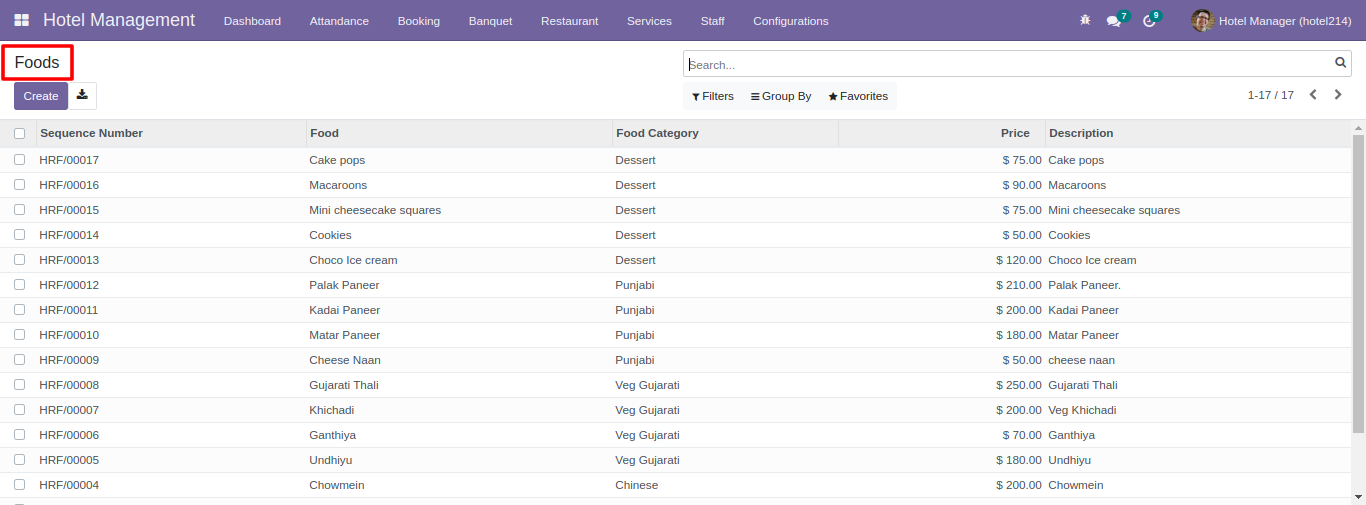 Hotel Management Dashboard Attendance Booking Banquet Restaurant Services Staff Configurations 7 9 Hotel Manager (hotel214)
Foods
Search...
Create
Filters Group By Favorites 1-17 / 17
Sequence Number Food Food Category Price Description
HRF/00017 Cake pops Dessert $ 75.00 Cake pops
HRF/00016 Macaroons Dessert $ 90.00 Macaroons
HRF/00015 Mini cheesecake squares Dessert $ 75.00 Mini cheesecake squares
HRF/00014 Cookies Dessert $ 50.00 Cookies
HRF/00013 Choco Ice cream Dessert $ 120.00 Choco Ice cream
HRF/00012 Palak Paneer Punjabi $ 210.00 Palak Paneer.
HRF/00011 Kadai Paneer Punjabi $ 200.00 Kadai Paneer
HRF/00010 Matar Paneer Punjabi $ 180.00 Matar Paneer
HRF/00009 Cheese Naan Punjabi $ 50.00 cheese naan
HRF/00008 Gujarati Thali Veg Gujarati $ 250.00 Gujarati Thali
HRF/00007 Khichadi Veg Gujarati $ 200.00 Veg Khichadi
HRF/00006 Ganthiya Veg Gujarati $ 70.00 Ganthiya
HRF/00005 Undhiyu Veg Gujarati $ 180.00 Undhiyu
HRF/00004 Chowmein Chinese $ 200.00 Chowmein